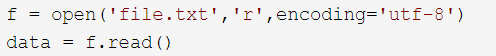 f = open('file.txt','r',encoding='utf-8')
data = f.read()